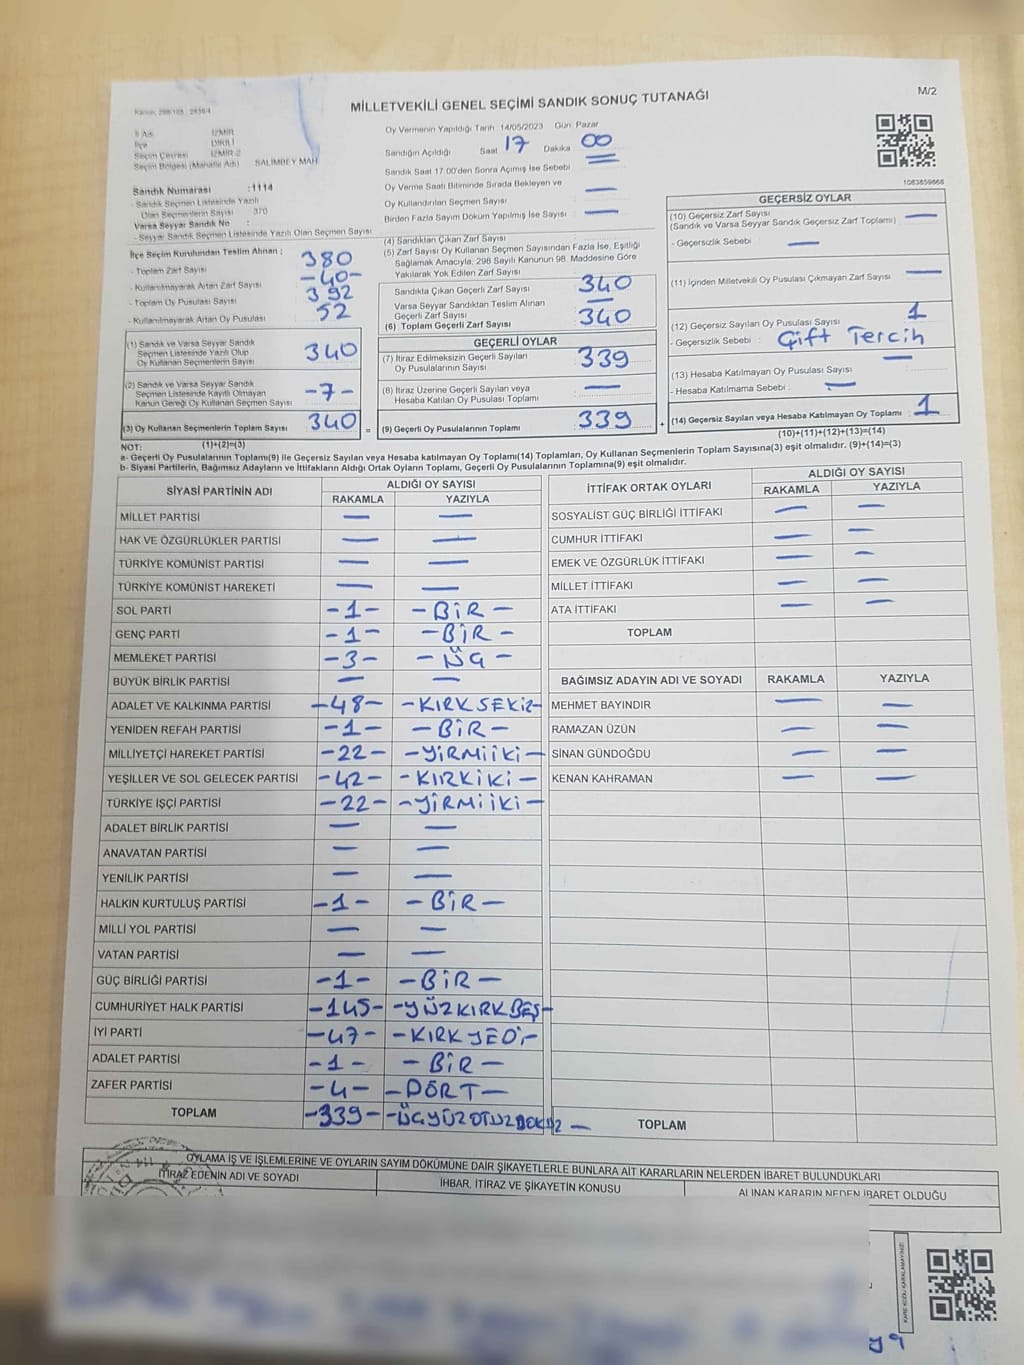 MİLLETVEKİLİ GENEL SEÇİMİ SANDIK SONUÇ TUTANAĞI
M/2
İl Adı İZMİR
İlçe DİKİLİ
Seçim Çevresi İZMİR-2
Seçim Bölgesi (Mahalle Adı) SALİMBEY MAH
Sandık Numarası :1114
- Sandık Seçmen Listesinde Yazılı
Olan Seçmenlerin Sayısı 370
Varsa Seyyar Sandık No :
- Seyyar Sandık Seçmen Listesinde Yazılı Olan Seçmen Sayısı
Oy Vermenin Yapıldığı Tarih 14/05/2023 Gün Pazar
Sandığın Açıldığı Saat 17 Dakika 00
Sandık Saat 17.00'den Sonra Açımış İse Sebebi —
Oy Verme Saati Bitiminde Sırada Bekleyen ve
Oy Kullandırılan Seçmen Sayısı —
Birden Fazla Sayım Döküm Yapılmış İse Sayısı —
1083859868
İlçe Seçim Kurulundan Teslim Alınan :
- Toplam Zarf Sayısı 380
- Kullanılmayarak Artan Zarf Sayısı -40-
- Toplam Oy Pusulası Sayısı 392
- Kullanılmayarak Artan Oy Pusulası 52
(1) Sandık ve Varsa Seyyar Sandık
Seçmen Listesinde Yazılı Olup
Oy Kullanan Seçmenlerin Sayısı 340
(2) Sandık ve Varsa Seyyar Sandık
Seçmen Listesinde Kayıtlı Olmayan
Kanun Gereği Oy Kullanan Seçmen Sayısı -7-
(3) Oy Kullanan Seçmenlerin Toplam Sayısı 340
(4) Sandıktan Çıkan Zarf Sayısı
(5) Zarf Sayısı Oy Kullanan Seçmen Sayısından Fazla İse, Eşitliği
Sağlamak Amacıyla, 298 Sayılı Kanunun 98. Maddesine Göre
Yakılarak Yok Edilen Zarf Sayısı
Sandıkta Çıkan Geçerli Zarf Sayısı 340
Varsa Seyyar Sandıktan Teslim Alınan
Geçerli Zarf Sayısı —
(6) Toplam Geçerli Zarf Sayısı 340
GEÇERLİ OYLAR
(7) İtiraz Edilmeksizin Geçerli Sayılan
Oy Pusulalarının Sayısı 339
(8) İtiraz Üzerine Geçerli Sayılan veya
Hesaba Katılan Oy Pusulası Toplamı —
= (9) Geçerli Oy Pusulalarının Toplamı 339
GEÇERSİZ OYLAR
(10) Geçersiz Zarf Sayısı —
(Sandık ve Varsa Seyyar Sandık Geçersiz Zarf Toplamı)
- Geçersizlik Sebebi —
(11) İçinden Milletvekili Oy Pusulası Çıkmayan Zarf Sayısı —
(12) Geçersiz Sayılan Oy Pusulası Sayısı 1
- Geçersizlik Sebebi : Çift Tercih
(13) Hesaba Katılmayan Oy Pusulası Sayısı —
- Hesaba Katılmama Sebebi : —
+ (14) Geçersiz Sayılan veya Hesaba Katılmayan Oy Toplamı : 1
NOT: (1)+(2)=(3)
(10)+(11)+(12)+(13)=(14)
a- Geçerli Oy Pusulalarının Toplamı(9) ile Geçersiz Sayılan veya Hesaba Katılmayan Oy Toplamı(14) Toplamları, Oy Kullanan Seçmenlerin Toplam Sayısına(3) eşit olmalıdır. (9)+(14)=(3)
b- Siyasi Partilerin, Bağımsız Adayların ve İttifakların Aldığı Ortak Oyların Toplamı, Geçerli Oy Pusulalarının Toplamına(9) eşit olmalıdır.
SİYASİ PARTİNİN ADI ALDIĞI OY SAYISI
RAKAMLA YAZIYLA
MİLLET PARTİSİ — —
HAK VE ÖZGÜRLÜKLER PARTİSİ — —
TÜRKİYE KOMÜNİST PARTİSİ — —
TÜRKİYE KOMÜNİST HAREKETİ — —
SOL PARTİ -1- -BİR-
GENÇ PARTİ -1- -BİR-
MEMLEKET PARTİSİ -3- -ÜÇ-
BÜYÜK BİRLİK PARTİSİ — —
ADALET VE KALKINMA PARTİSİ -48- -KIRKSEKİZ-
YENİDEN REFAH PARTİSİ -1- -BİR-
MİLLİYETÇİ HAREKET PARTİSİ -22- -YİRMİİKİ-
YEŞİLLER VE SOL GELECEK PARTİSİ -42- -KIRKİKİ-
TÜRKİYE İŞÇİ PARTİSİ -22- -YİRMİİKİ-
ADALET BİRLİK PARTİSİ — —
ANAVATAN PARTİSİ — —
YENİLİK PARTİSİ — —
HALKIN KURTULUŞ PARTİSİ -1- -BİR-
MİLLİ YOL PARTİSİ — —
VATAN PARTİSİ — —
GÜÇ BİRLİĞİ PARTİSİ -1- -BİR-
CUMHURİYET HALK PARTİSİ -145- -YÜZKIRKBEŞ-
İYİ PARTİ -47- -KIRKYEDİ-
ADALET PARTİSİ -1- -BİR-
ZAFER PARTİSİ -4- -DÖRT-
TOPLAM -339- -ÜÇYÜZOTUZDOKUZ-
İTTİFAK ORTAK OYLARI ALDIĞI OY SAYISI
RAKAMLA YAZIYLA
SOSYALİST GÜÇ BİRLİĞİ İTTİFAKI — —
CUMHUR İTTİFAKI — —
EMEK VE ÖZGÜRLÜK İTTİFAKI — —
MİLLET İTTİFAKI — —
ATA İTTİFAKI — —
TOPLAM
BAĞIMSIZ ADAYIN ADI VE SOYADI RAKAMLA YAZIYLA
MEHMET BAYINDIR — —
RAMAZAN ÜZÜN — —
SİNAN GÜNDOĞDU — —
KENAN KAHRAMAN — —
TOPLAM
OYLAMA İŞ VE İŞLEMLERİNE VE OYLARIN SAYIM DÖKÜMÜNE DAİR ŞİKAYETLERLE BUNLARA AİT KARARLARIN NELERDEN İBARET BULUNDUKLARI
İTİRAZ EDENİN ADI VE SOYADI İHBAR, İTİRAZ VE ŞİKAYETİN KONUSU ALINAN KARARIN NEDEN İBARET OLDUĞU
KARE KODU KARALAMAYINIZ!